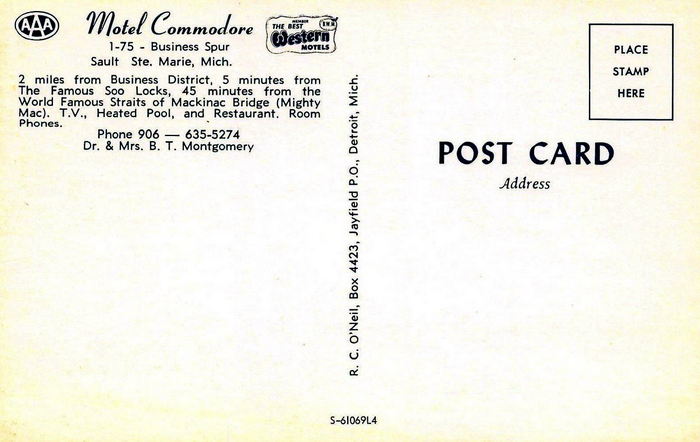 AAA
Motel Commodore
1-75 - Business Spur
Sault Ste. Marie, Mich.
MEMBER
THE BEST
Western
MOTELS
2 miles from Business District, 5 minutes from
The Famous Soo Locks, 45 minutes from the
World Famous Straits of Mackinac Bridge (Mighty
Mac). T.V., Heated Pool, and Restaurant. Room
Phones.
Phone 906 — 635-5274
Dr. & Mrs. B. T. Montgomery
R. C. O'Neil, Box 4423, Jayfield P.O., Detroit, Mich.
PLACE
STAMP
HERE
POST CARD
Address
S-61069L4